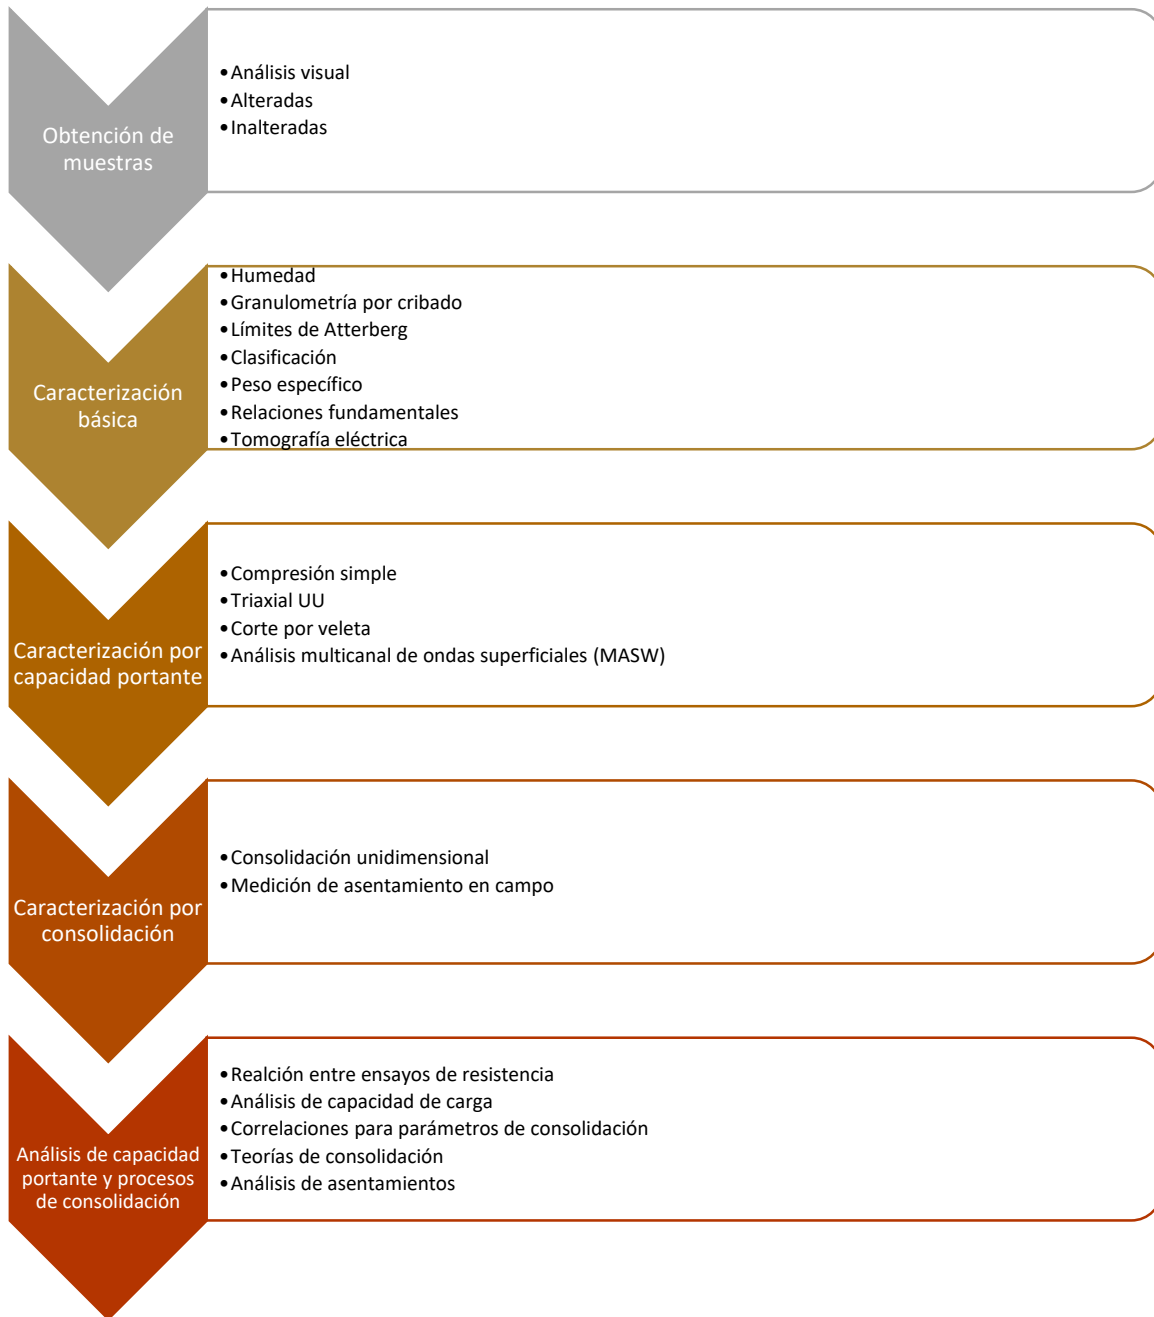 Obtención de
muestras
•Análisis visual
•Alteradas
•Inalteradas
Caracterización
básica
•Humedad
•Granulometría por cribado
•Límites de Atterberg
•Clasificación
•Peso específico
•Relaciones fundamentales
•Tomografía eléctrica
Caracterización por
capacidad portante
•Compresión simple
•Triaxial UU
•Corte por veleta
•Análisis multicanal de ondas superficiales (MASW)
Caracterización por
consolidación
•Consolidación unidimensional
•Medición de asentamiento en campo
Análisis de capacidad
portante y procesos
de consolidación
•Realción entre ensayos de resistencia
•Análisis de capacidad de carga
•Correlaciones para parámetros de consolidación
•Teorías de consolidación
•Análisis de asentamientos